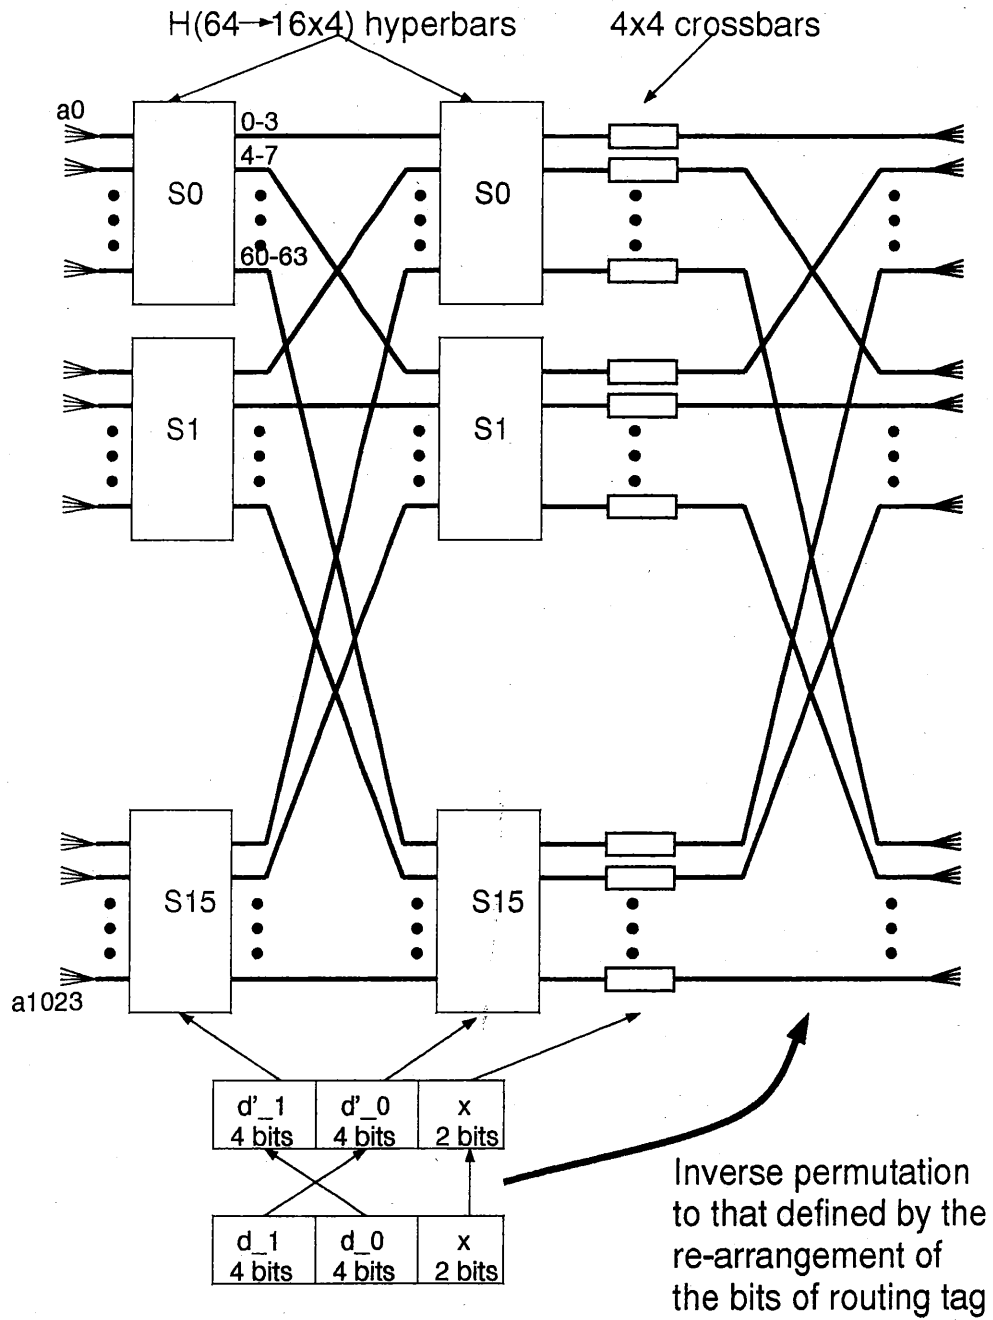 H(64→16x4) hyperbars
4x4 crossbars
a0
0-3
4-7
S0
S0
60-63
S1
S1
S15
S15
a1023
d'_1
4 bits
d'_0
4 bits
x
2 bits
d_1
4 bits
d_0
4 bits
x
2 bits
Inverse permutation
to that defined by the
re-arrangement of
the bits of routing tag